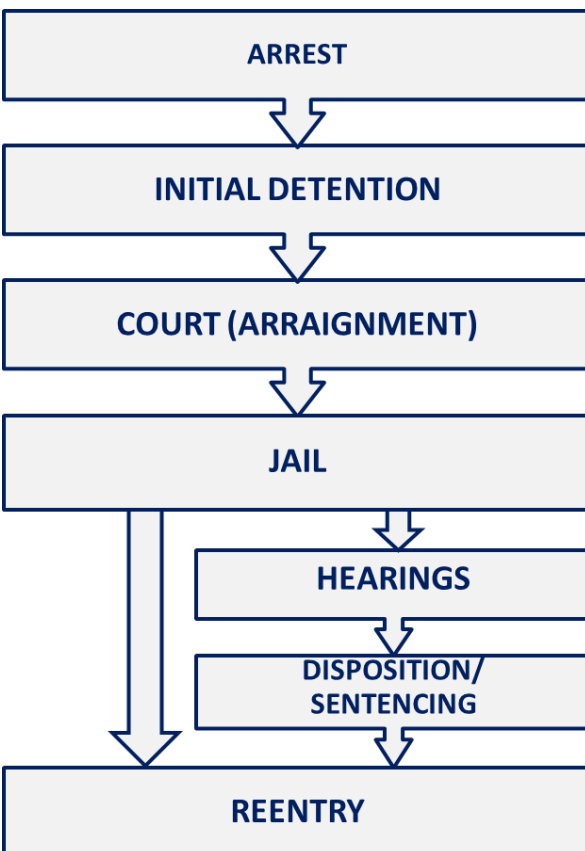 ARREST
INITIAL DETENTION
COURT (ARRAIGNMENT)
JAIL
HEARINGS
DISPOSITION/
SENTENCING
REENTRY